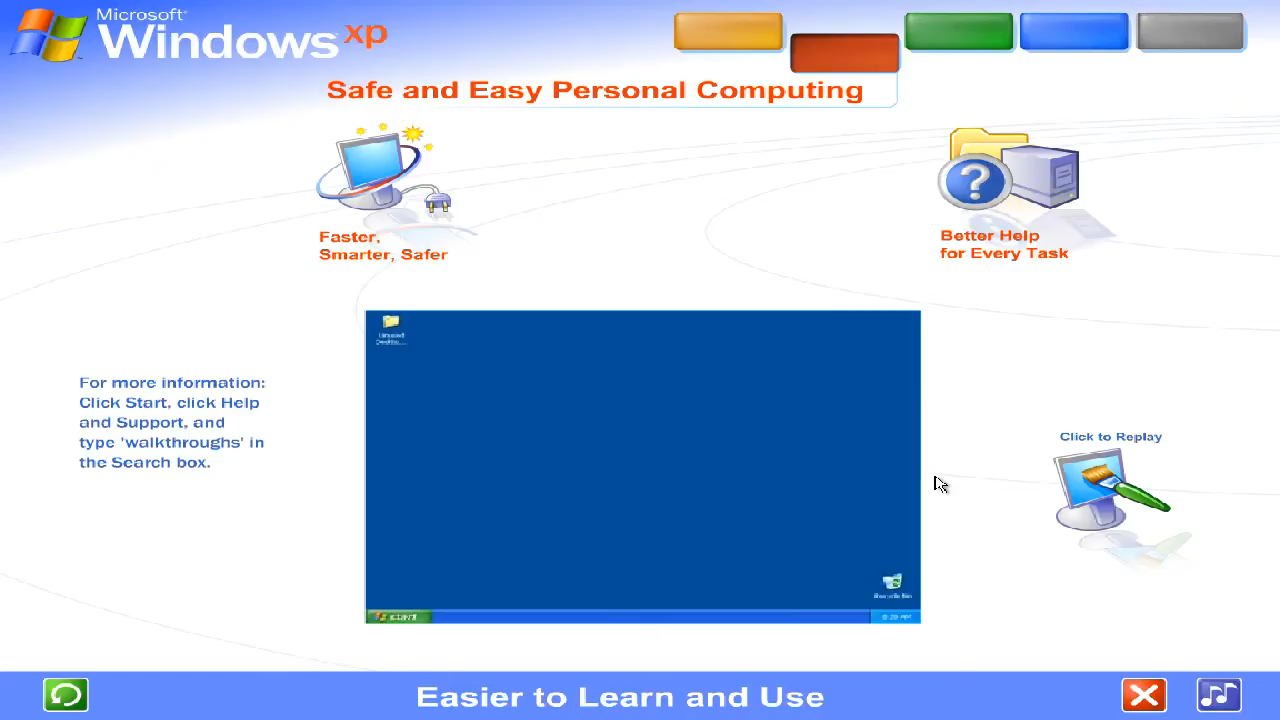 Microsoft®
Windows xp
Safe and Easy Personal Computing
Faster,
Smarter, Safer
Better Help
for Every Task
For more information:
Click Start, click Help
and Support, and
type 'walkthroughs' in
the Search box.
Click to Replay
start
Easier to Learn and Use